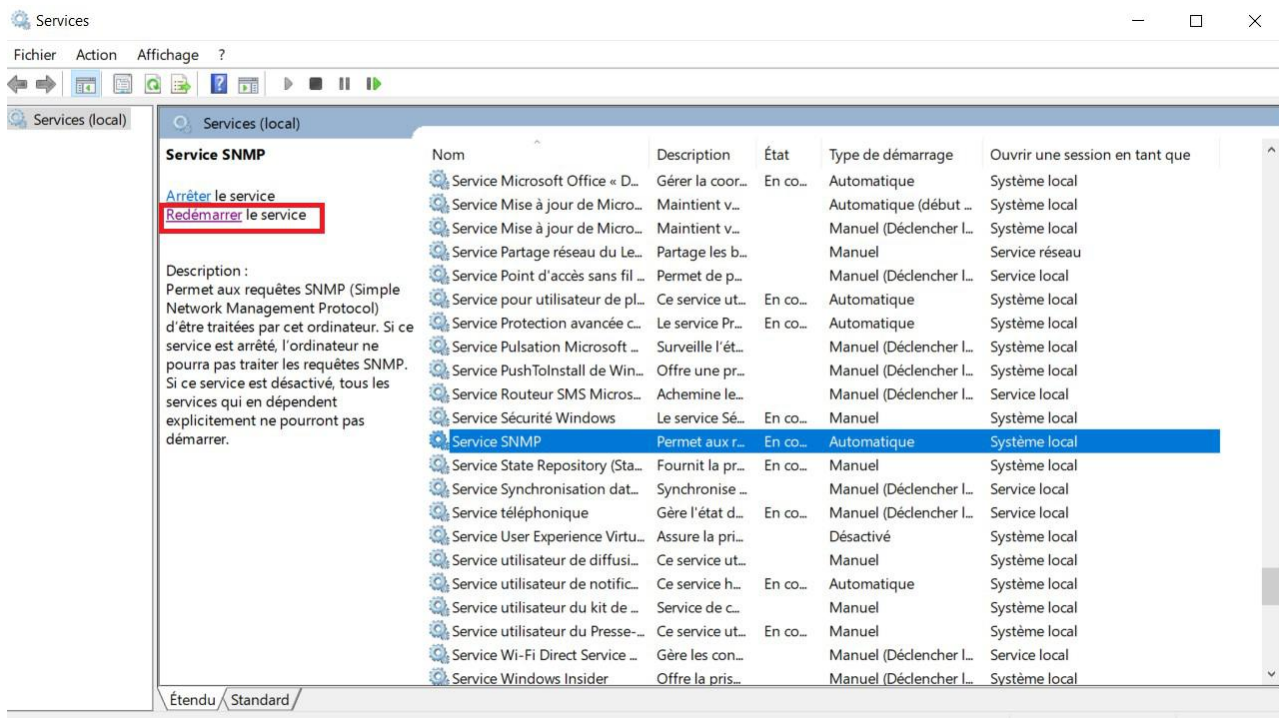 Services
Fichier Action Affichage ?
Services (local)
Services (local)
Service SNMP
Arrêter le service
Redémarrer le service
Description :
Permet aux requêtes SNMP (Simple
Network Management Protocol)
d'être traitées par cet ordinateur. Si ce
service est arrêté, l'ordinateur ne
pourra pas traiter les requêtes SNMP.
Si ce service est désactivé, tous les
services qui en dépendent
explicitement ne pourront pas
démarrer.
Nom Description État Type de démarrage Ouvrir une session en tant que
Service Microsoft Office « D... Gérer la coor... En co... Automatique Système local
Service Mise à jour de Micro... Maintient v... Automatique (début ... Système local
Service Mise à jour de Micro... Maintient v... Manuel (Déclencher l... Système local
Service Partage réseau du Le... Partage les b... Manuel Service réseau
Service Point d'accès sans fil ... Permet de p... Manuel (Déclencher l... Service local
Service pour utilisateur de pl... Ce service ut... En co... Automatique Système local
Service Protection avancée c... Le service Pr... En co... Automatique Système local
Service Pulsation Microsoft ... Surveille l'ét... Manuel (Déclencher l... Système local
Service PushToInstall de Win... Offre une pr... Manuel (Déclencher l... Système local
Service Routeur SMS Micros... Achemine le... Manuel (Déclencher l... Service local
Service Sécurité Windows Le service Sé... En co... Manuel Système local
Service SNMP Permet aux r... En co... Automatique Système local
Service State Repository (Sta... Fournit la pr... En co... Manuel Système local
Service Synchronisation dat... Synchronise ... Manuel (Déclencher l... Service local
Service téléphonique Gère l'état d... En co... Manuel (Déclencher l... Service local
Service User Experience Virtu... Assure la pri... Désactivé Système local
Service utilisateur de diffusi... Ce service ut... Manuel Système local
Service utilisateur de notific... Ce service h... En co... Automatique Système local
Service utilisateur du kit de ... Service de c... Manuel Système local
Service utilisateur du Presse-... Ce service ut... En co... Manuel Système local
Service Wi-Fi Direct Service ... Gère les con... Manuel (Déclencher l... Service local
Service Windows Insider Offre la pris... Manuel (Déclencher l... Système local
Étendu Standard